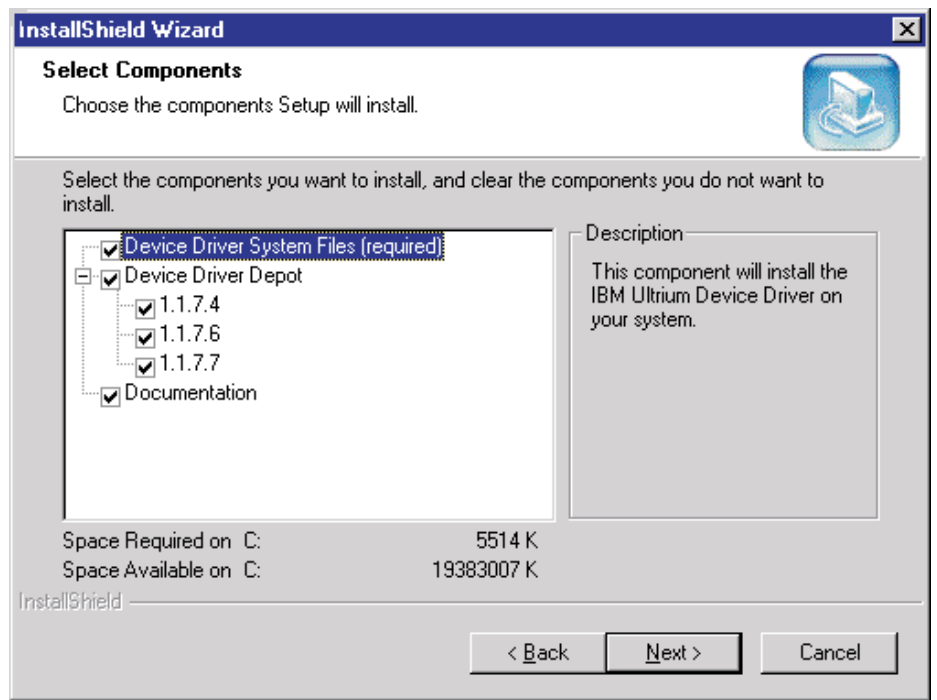 InstallShield Wizard
Select Components
Choose the components Setup will install.
Select the components you want to install, and clear the components you do not want to
install.
Device Driver System Files (required)
Device Driver Depot
1.1.7.4
1.1.7.6
1.1.7.7
Documentation
Description
This component will install the
IBM Ultrium Device Driver on
your system.
Space Required on C: 5514 K
Space Available on C: 19383007 K
InstallShield
< Back Next > Cancel